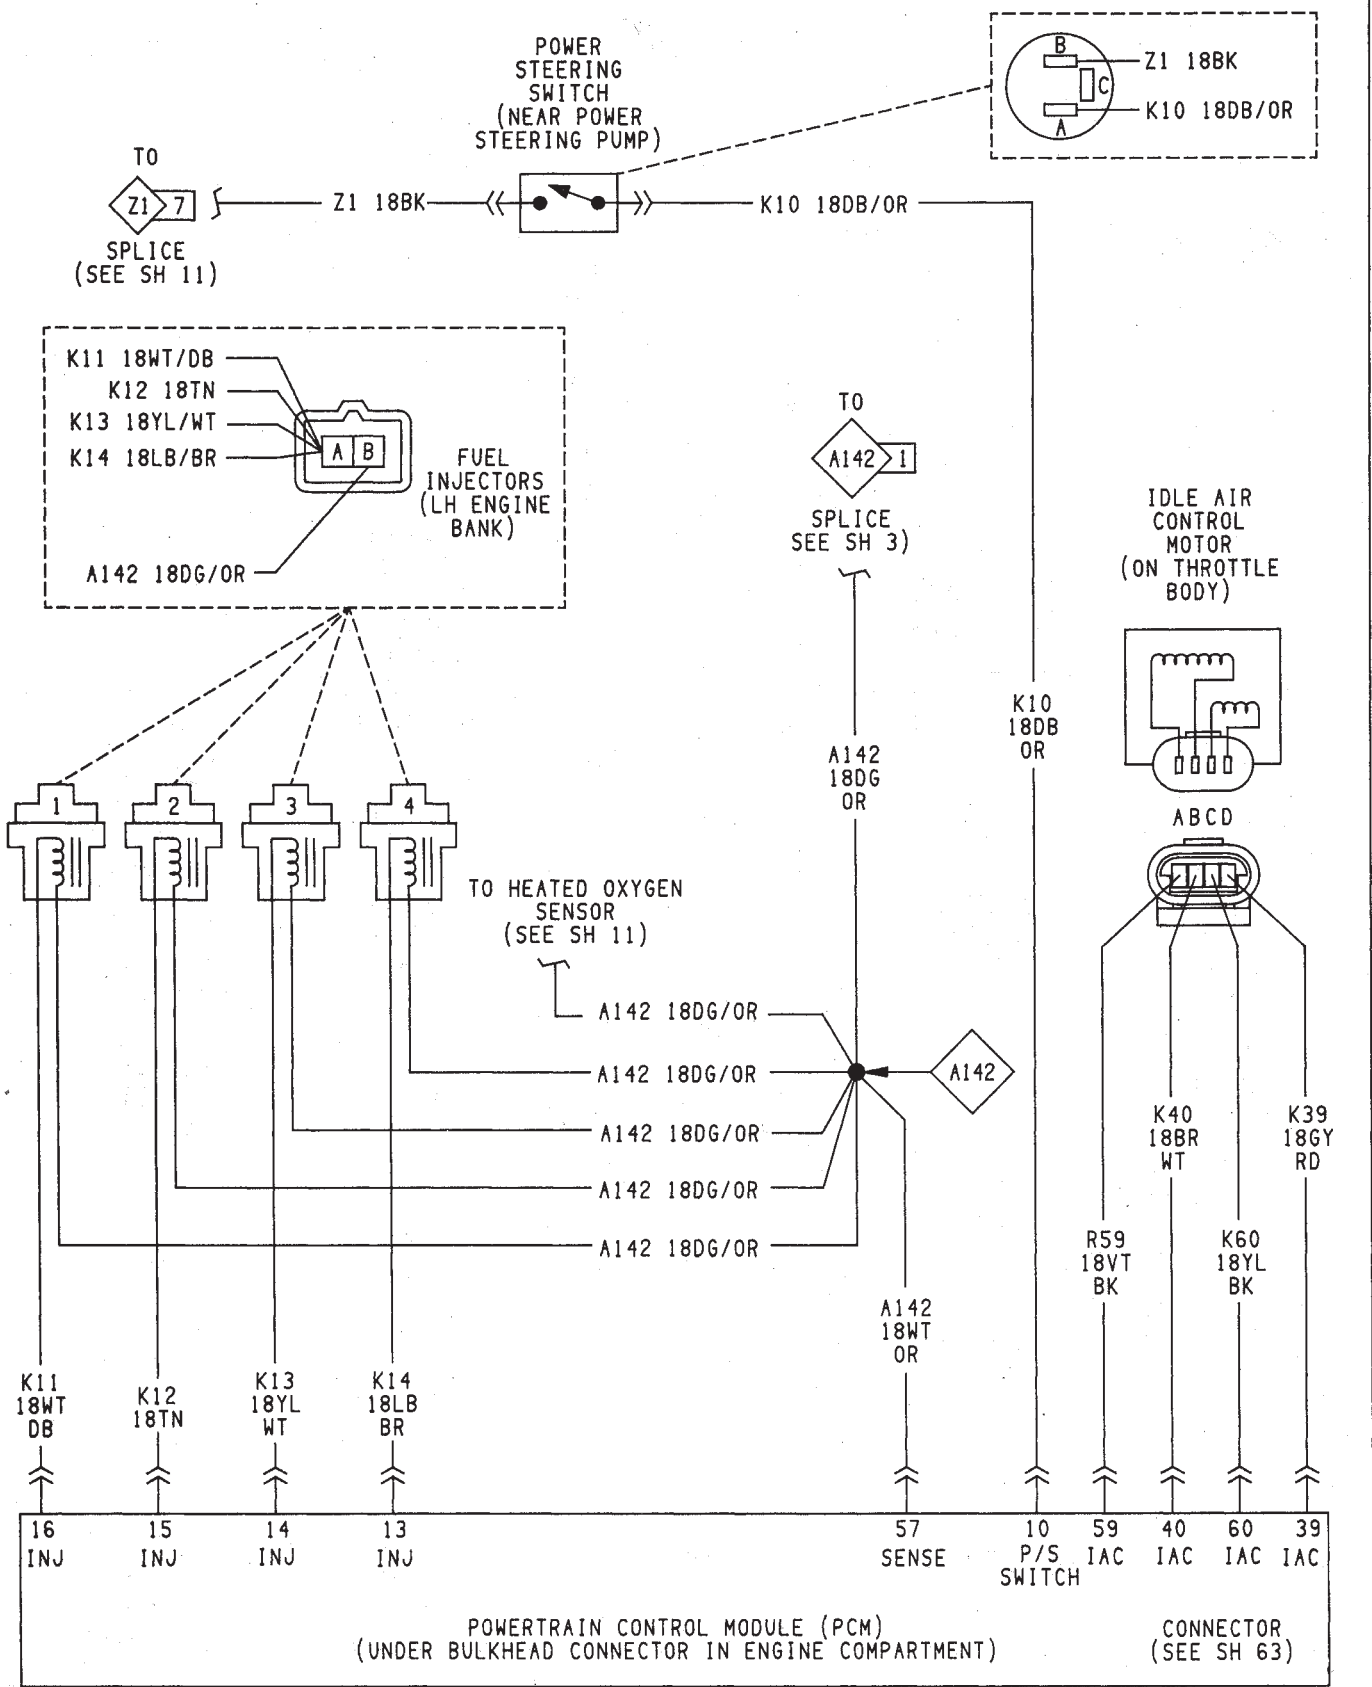 POWER
STEERING
SWITCH
(NEAR POWER
STEERING PUMP)
B
Z1 18BK
C
K10 18DB/OR
A
TO
Z1 7
SPLICE
(SEE SH 11)
Z1 18BK
K10 18DB/OR
K11 18WT/DB
K12 18TN
K13 18YL/WT
K14 18LB/BR
A B
FUEL
INJECTORS
(LH ENGINE
BANK)
A142 18DG/OR
TO
A142 1
SPLICE
SEE SH 3)
IDLE AIR
CONTROL
MOTOR
(ON THROTTLE
BODY)
K10
18DB
OR
A142
18DG
OR
1 2 3 4
ABCD
TO HEATED OXYGEN
SENSOR
(SEE SH 11)
A142 18DG/OR
A142 18DG/OR
A142
A142 18DG/OR
A142 18DG/OR
A142 18DG/OR
K40
18BR
WT
K39
18GY
RD
R59
18VT
BK
K60
18YL
BK
A142
18WT
OR
K11
18WT
DB
K12
18TN
K13
18YL
WT
K14
18LB
BR
16
INJ
15
INJ
14
INJ
13
INJ
57
SENSE
10
P/S
SWITCH
59
IAC
40
IAC
60
IAC
39
IAC
POWERTRAIN CONTROL MODULE (PCM)
(UNDER BULKHEAD CONNECTOR IN ENGINE COMPARTMENT)
CONNECTOR
(SEE SH 63)